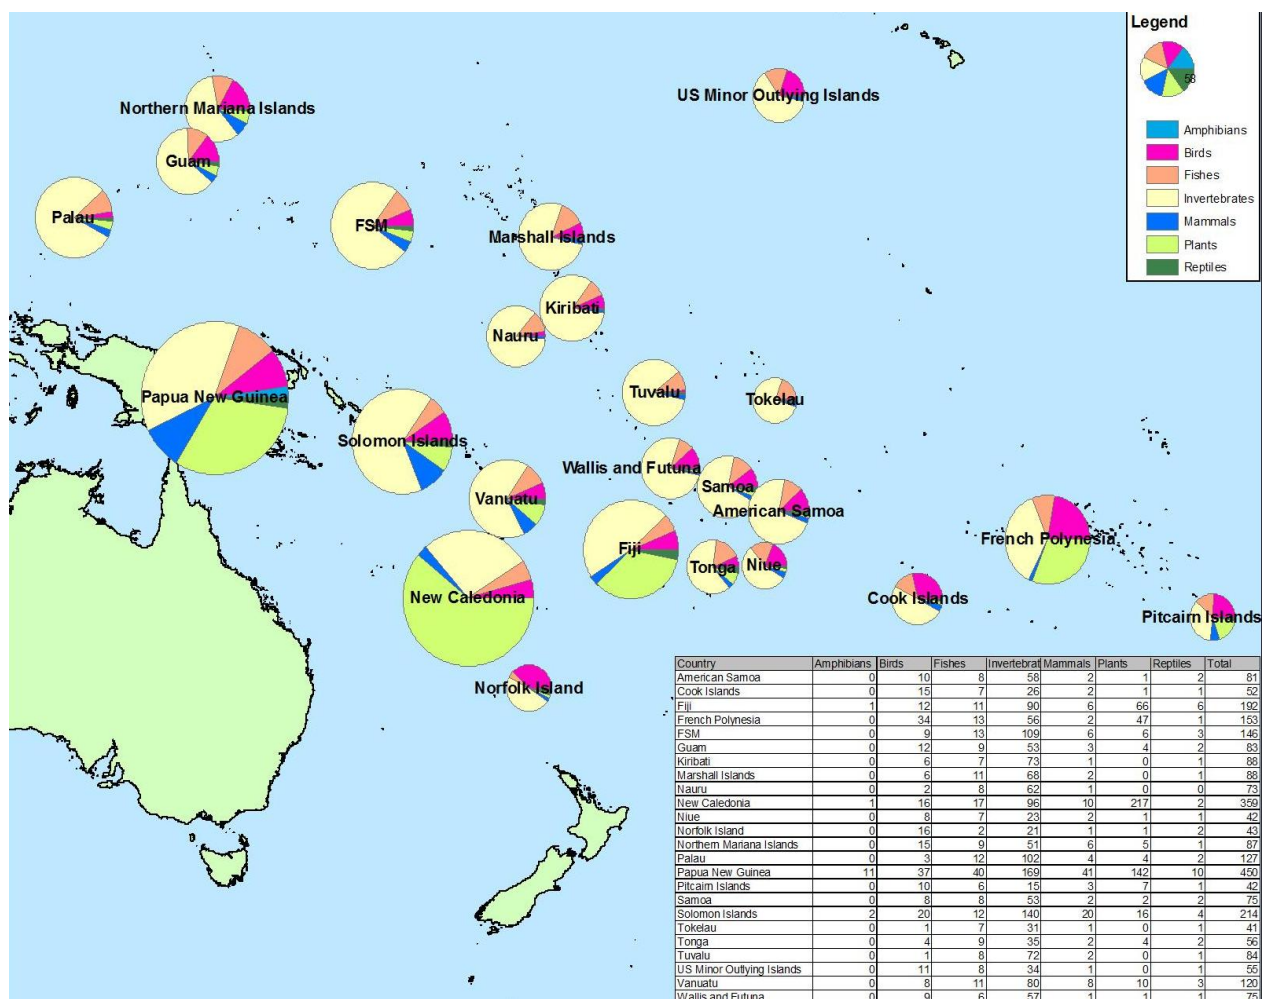 Legend
58
Amphibians
Birds
Fishes
Invertebrates
Mammals
Plants
Reptiles
Northern Mariana Islands
US Minor Outlying Islands
Guam
Palau
FSM
Marshall Islands
Kiribati
Nauru
Papua New Guinea
Tuvalu
Tokelau
Solomon Islands
Wallis and Futuna
Samoa
Vanuatu
American Samoa
French Polynesia
Fiji
Tonga
Niue
New Caledonia
Cook Islands
Pitcairn Islands
Norfolk Island
Country Amphibians Birds Fishes Invertebrat Mammals Plants Reptiles Total
American Samoa 0 10 8 58 2 1 2 81
Cook Islands 0 15 7 26 2 1 1 52
Fiji 1 12 11 90 6 66 6 192
French Polynesia 0 34 13 56 2 47 1 153
FSM 0 9 13 109 6 6 3 146
Guam 0 12 9 53 3 4 2 83
Kiribati 0 6 7 73 1 0 1 88
Marshall Islands 0 6 11 68 2 0 1 88
Nauru 0 2 8 62 1 0 0 73
New Caledonia 1 16 17 96 10 217 2 359
Niue 0 8 7 23 2 1 1 42
Norfolk Island 0 16 2 21 1 1 2 43
Northern Mariana Islands 0 15 9 51 6 5 1 87
Palau 0 3 12 102 4 4 2 127
Papua New Guinea 11 37 40 169 41 142 10 450
Pitcairn Islands 0 10 6 15 3 7 1 42
Samoa 0 8 8 53 2 2 2 75
Solomon Islands 2 20 12 140 20 16 4 214
Tokelau 0 1 7 31 1 0 1 41
Tonga 0 4 9 35 2 4 2 56
Tuvalu 0 1 8 72 2 0 1 84
US Minor Outlying Islands 0 11 8 34 1 0 1 55
Vanuatu 0 8 11 80 8 10 3 120
Wallis and Futuna 0 9 6 57 1 1 1 75